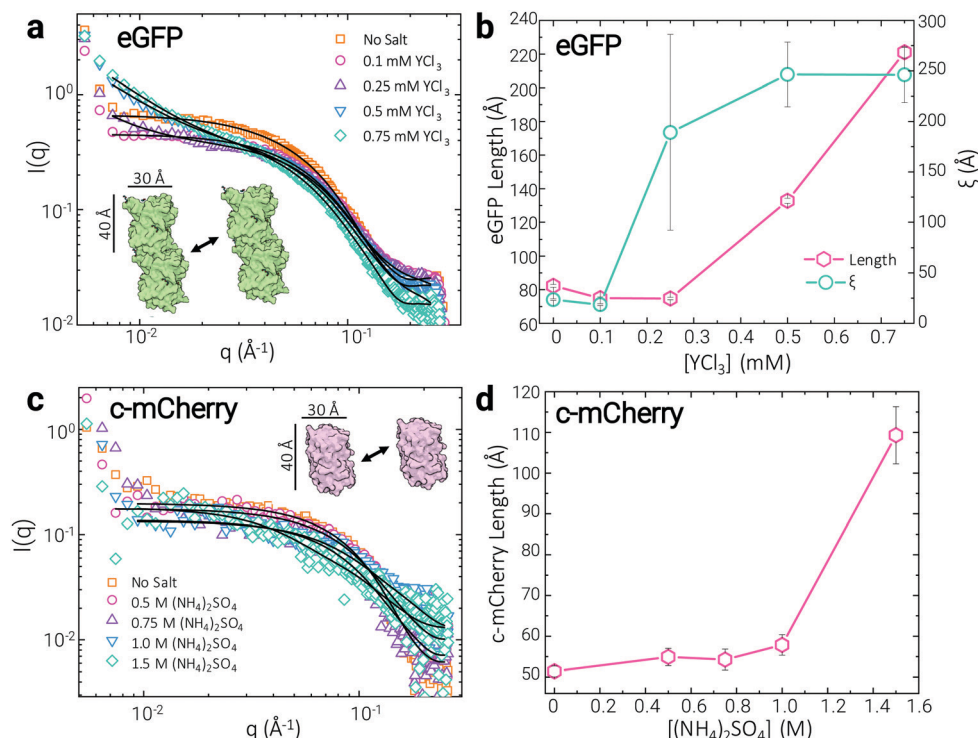 a eGFP
No Salt
0.1 mM YCl3
0.25 mM YCl3
0.5 mM YCl3
0.75 mM YCl3
I(q)
10^0
10^-1
10^-2
30 Å
40 Å
10^-2 10^-1
q (Å^-1)
b eGFP
eGFP Length (Å)
220
200
180
160
140
120
100
80
60
300
250
200
150
100
50
0
ξ (Å)
Length
ξ
0 0.1 0.2 0.3 0.4 0.5 0.6 0.7
[YCl3] (mM)
c c-mCherry
I(q)
10^0
10^-1
10^-2
30 Å
40 Å
No Salt
0.5 M (NH4)2SO4
0.75 M (NH4)2SO4
1.0 M (NH4)2SO4
1.5 M (NH4)2SO4
10^-2 10^-1
q (Å^-1)
d c-mCherry
c-mCherry Length (Å)
120
110
100
90
80
70
60
50
0 0.2 0.4 0.6 0.8 1.0 1.2 1.4 1.6
[(NH4)2SO4] (M)